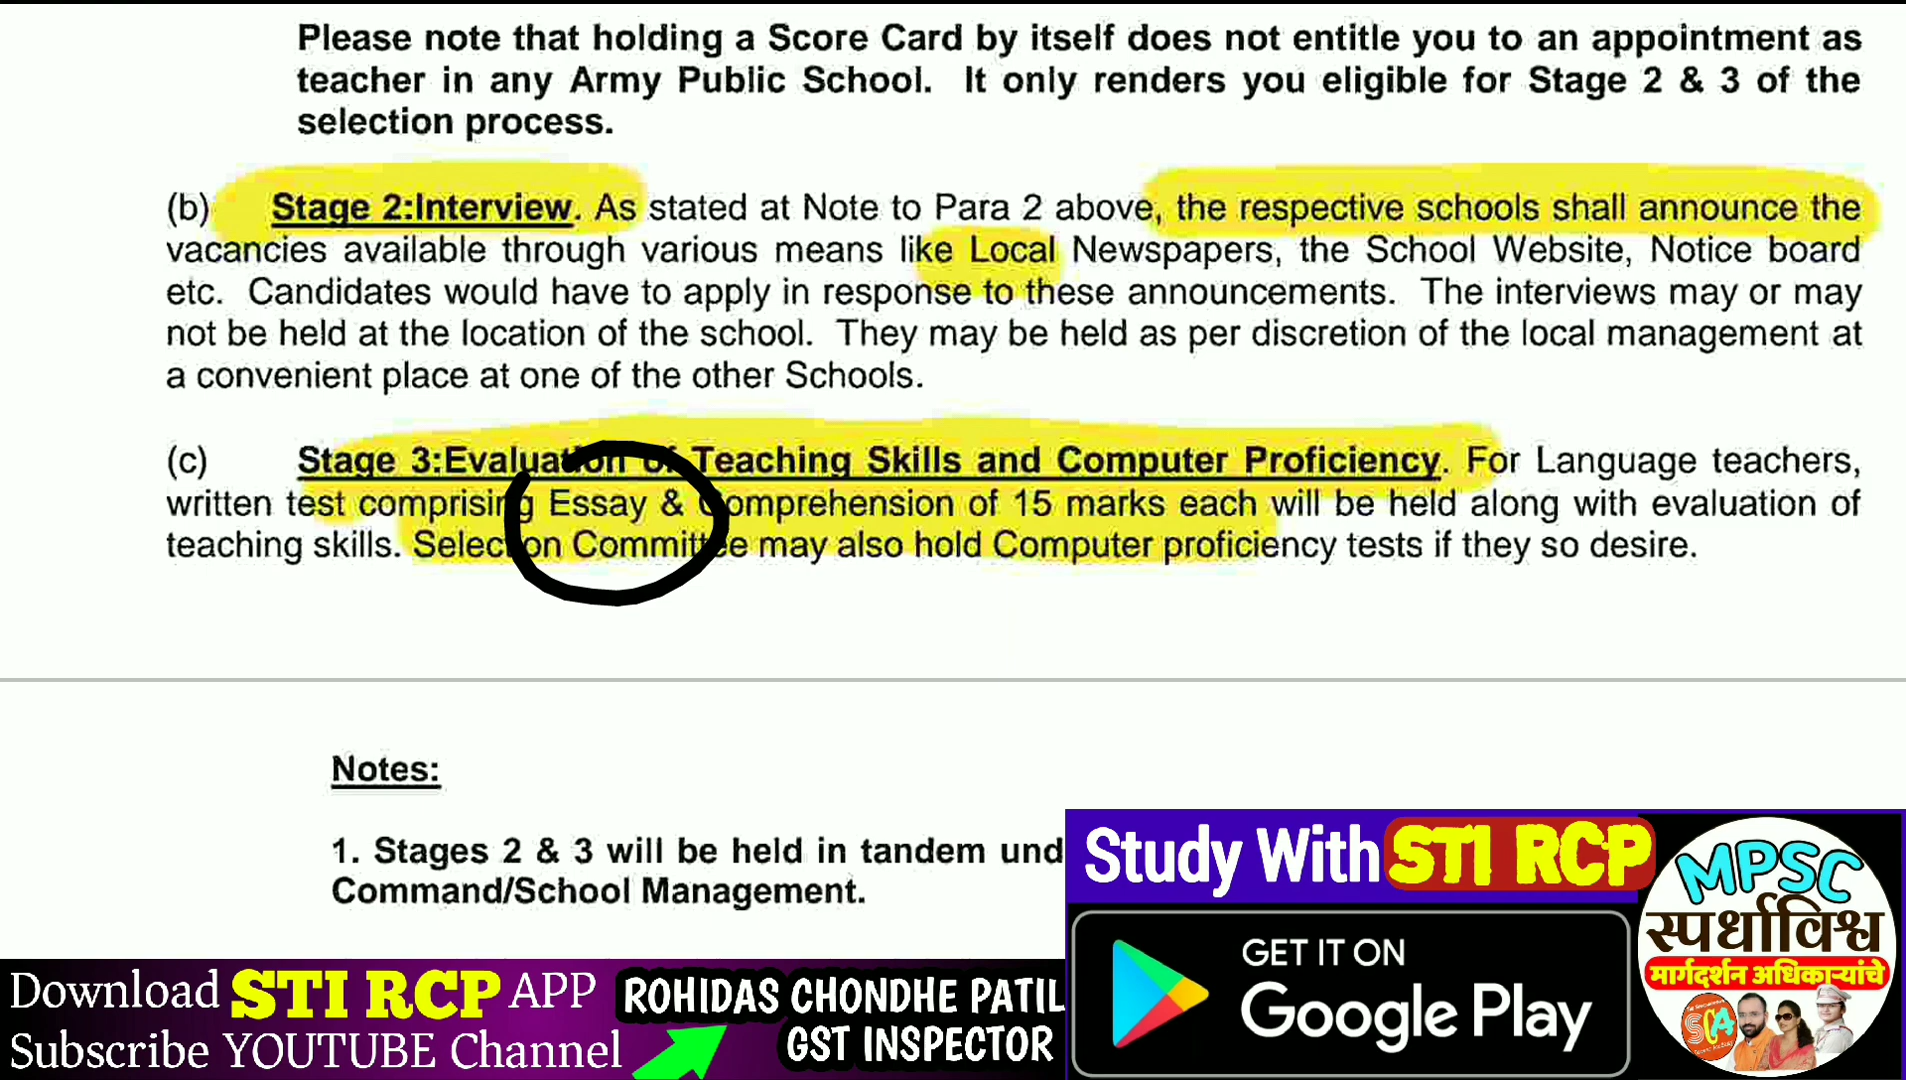 Please note that holding a Score Card by itself does not entitle you to an appointment as
teacher in any Army Public School. It only renders you eligible for Stage 2 & 3 of the
selection process.
(b) Stage 2:Interview. As stated at Note to Para 2 above, the respective schools shall announce the
vacancies available through various means like Local Newspapers, the School Website, Notice board
etc. Candidates would have to apply in response to these announcements. The interviews may or may
not be held at the location of the school. They may be held as per discretion of the local management at
a convenient place at one of the other Schools.
(c) Stage 3:Evaluation of Teaching Skills and Computer Proficiency. For Language teachers,
written test comprising Essay & Comprehension of 15 marks each will be held along with evaluation of
teaching skills. Selection Committee may also hold Computer proficiency tests if they so desire.
Notes:
1. Stages 2 & 3 will be held in tandem und
Command/School Management.
Study With STI RCP
GET IT ON
Google Play
MPSC
स्पर्धाविश्व
मार्गदर्शन अधिकाऱ्यांचे
SCA
Download STI RCP APP
Subscribe YOUTUBE Channel
ROHIDAS CHONDHE PATIL
GST INSPECTOR